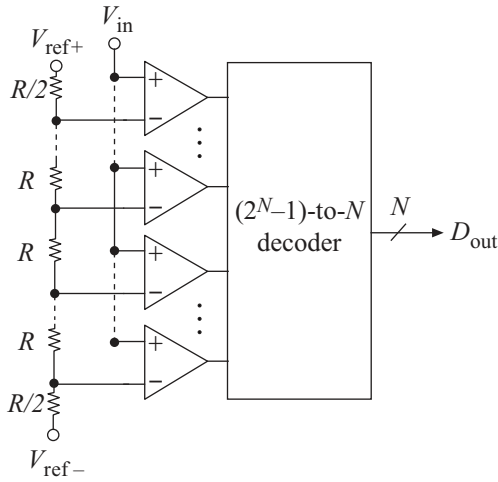 V_in
V_ref+
R/2
R
R
R
R/2
V_ref−
+
−
+
−
+
−
+
−
(2^N−1)-to-N
decoder
N
D_out